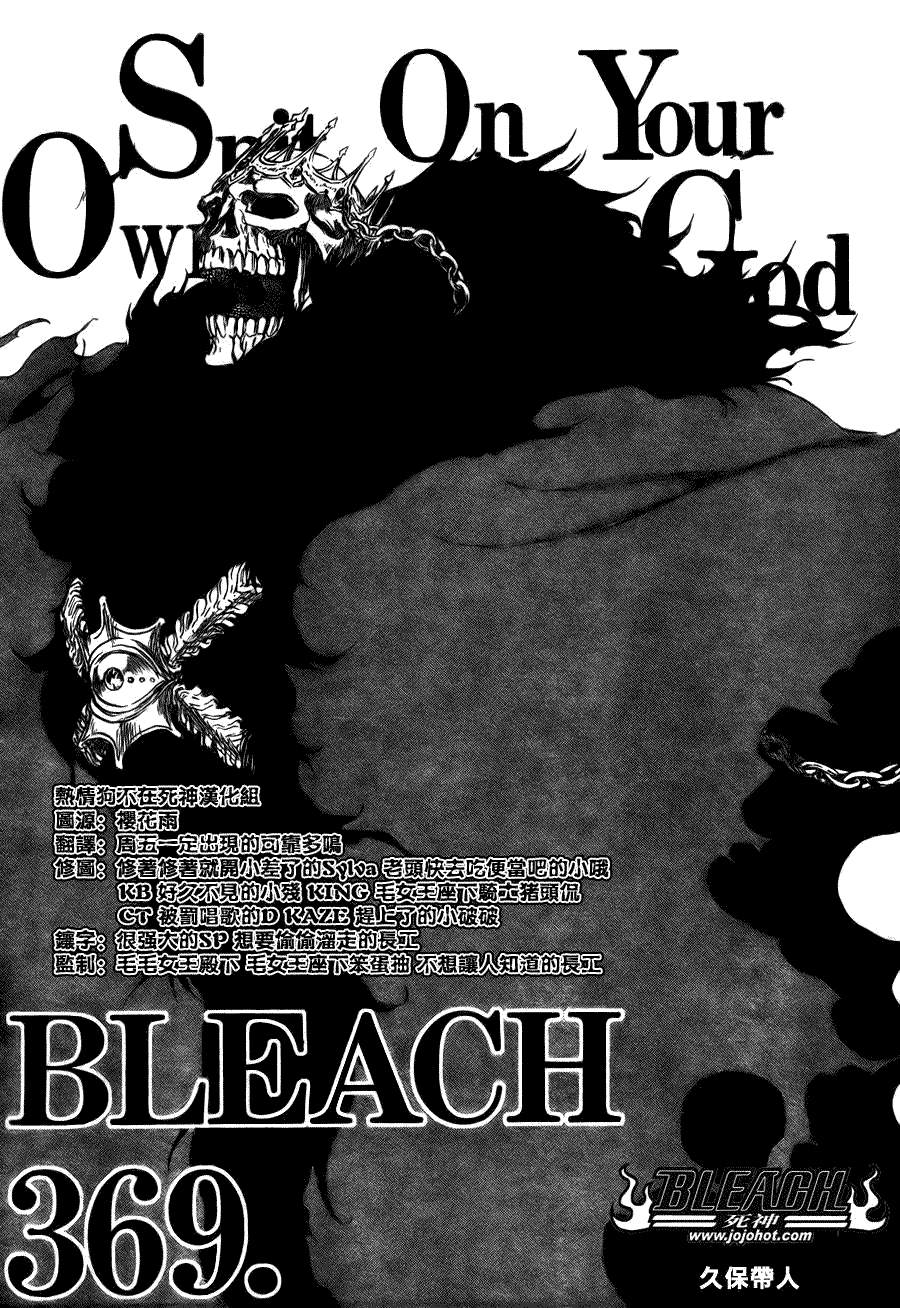 Spit On Your
Own God
熱情狗不在死神漢化組
圖源：櫻花雨
翻譯：周五一定出現的可靠多鳴
修圖：修著修著就開小差了的Sylva 老頭快去吃便當吧的小哦
KB 好久不見的小殘 KING 毛女王座下騎士豬頭侃
CT 被罰唱歌的D KAZE 趕上了的小破破
鑲字：很强大的SP 想要偷偷溜走的長工
監制：毛毛女王殿下 毛女王座下笨蛋抽 不想讓人知道的長工
BLEACH
369.
BLEACH
死神
www.jojohot.com
久保帶人